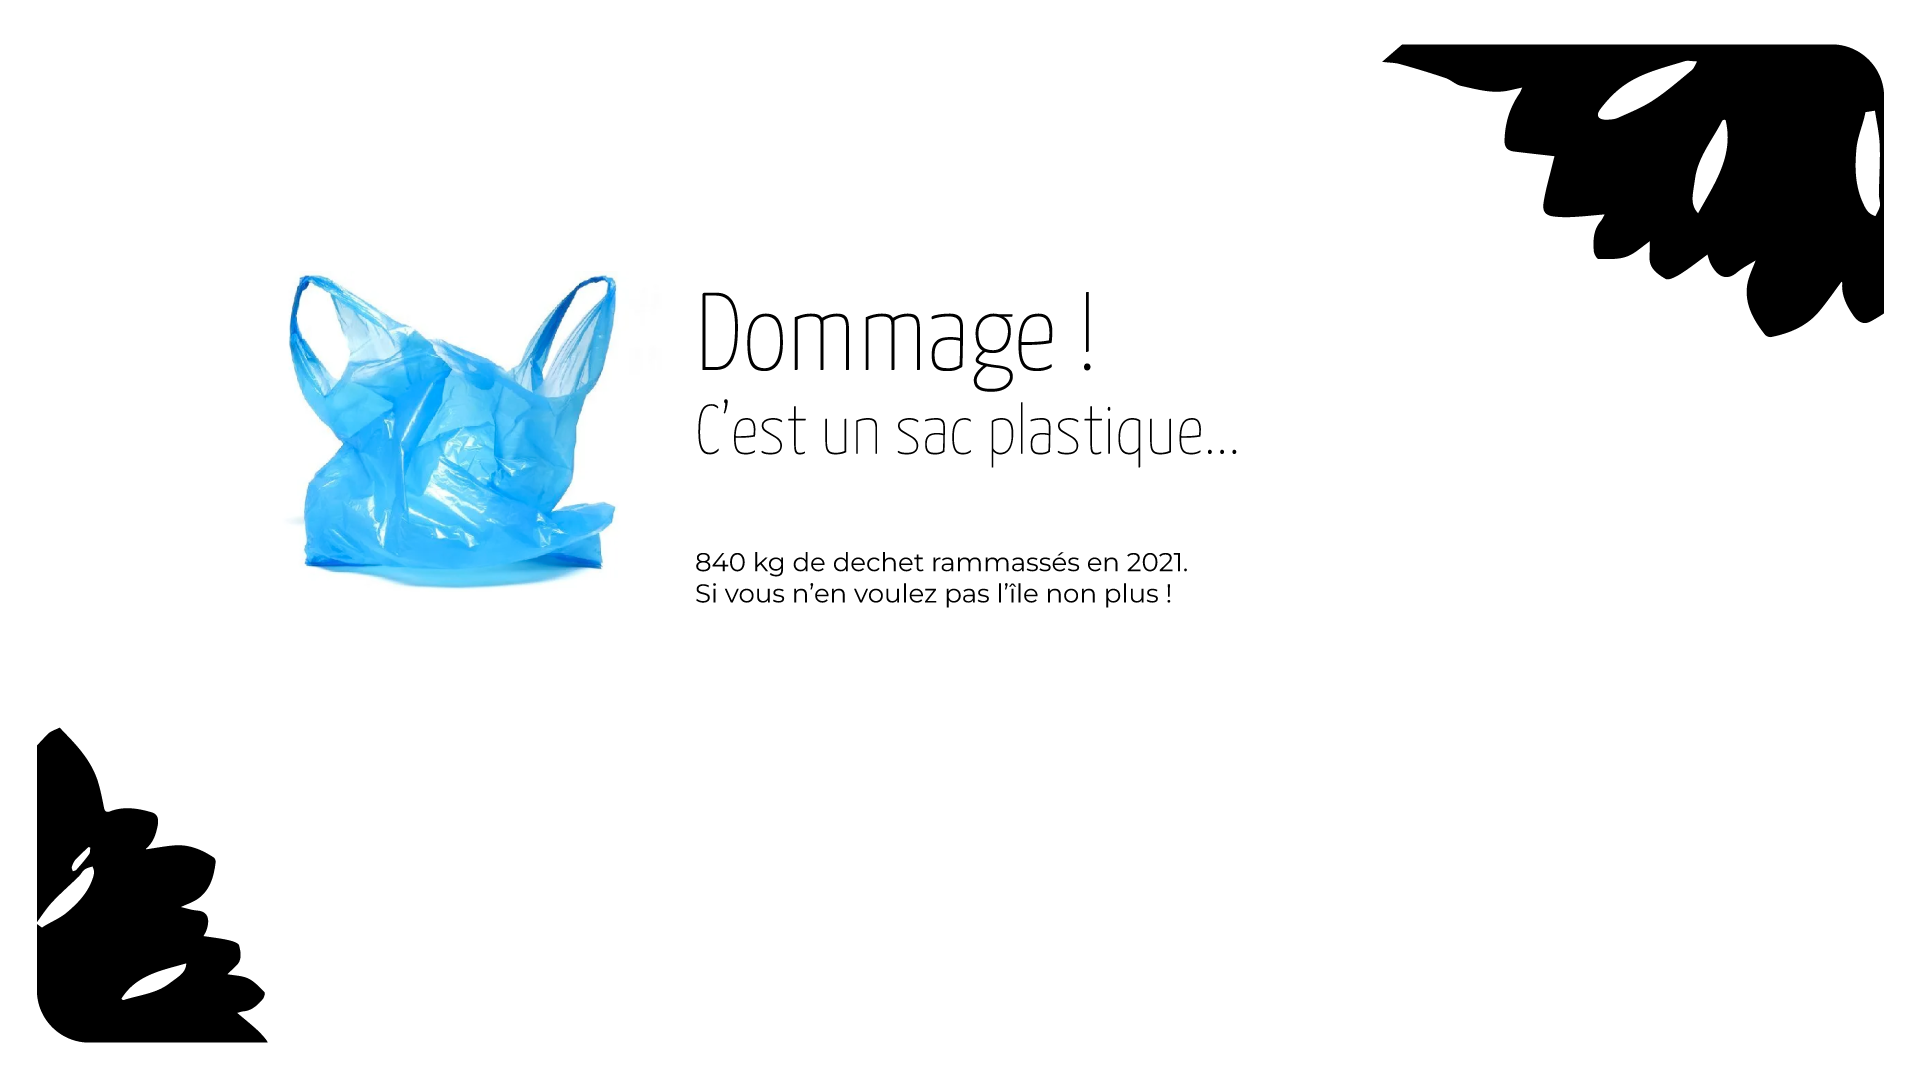 Dommage !
C’est un sac plastique...
840 kg de dechet rammassés en 2021.
Si vous n’en voulez pas l’île non plus !